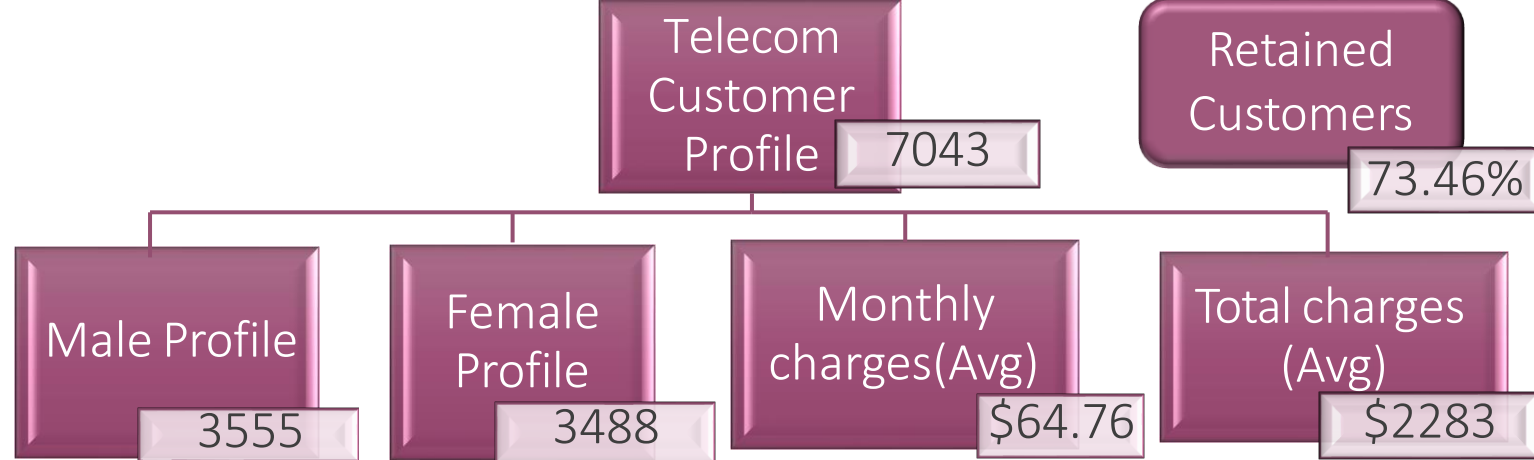 Telecom
Customer
Profile
7043
Retained
Customers
73.46%
Male Profile
3555
Female
Profile
3488
Monthly
charges(Avg)
$64.76
Total charges
(Avg)
$2283